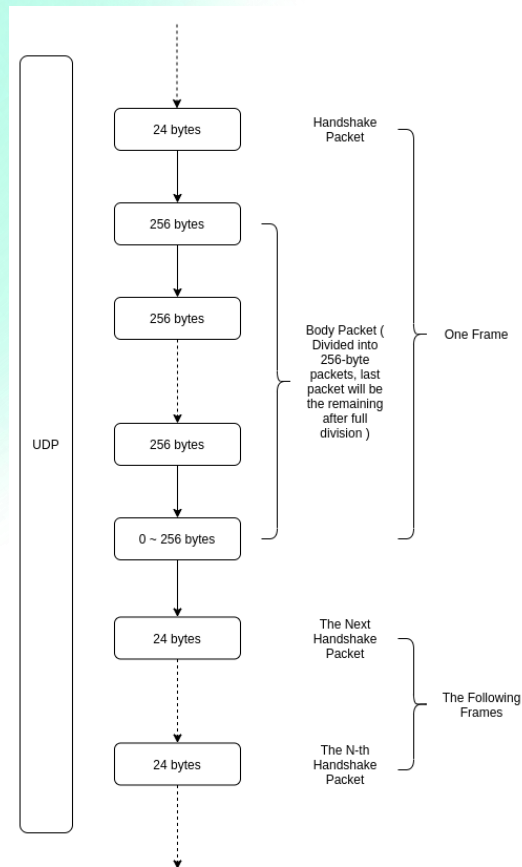 24 bytes
Handshake
Packet
256 bytes
256 bytes
Body Packet (
Divided into
256-byte
packets, last
packet will be
the remaining
after full
division )
One Frame
UDP
256 bytes
0 ~ 256 bytes
24 bytes
The Next
Handshake
Packet
The Following
Frames
24 bytes
The N-th
Handshake
Packet